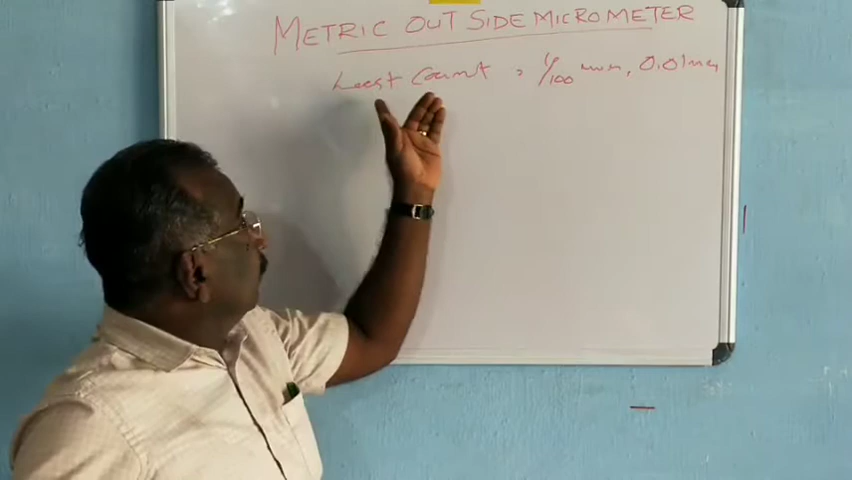 METRIC OUT SIDE MICROMETER
Least Count = 1/100 mm, 0.01mm